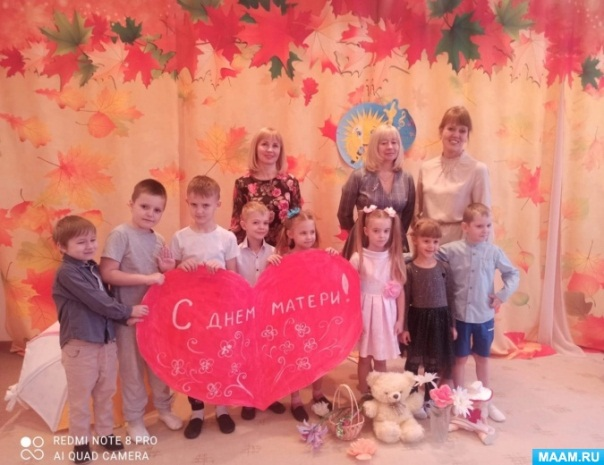 С ДНЕМ МАТЕРИ!
REDMI NOTE 8 PRO
AI QUAD CAMERA
MAAM.RU